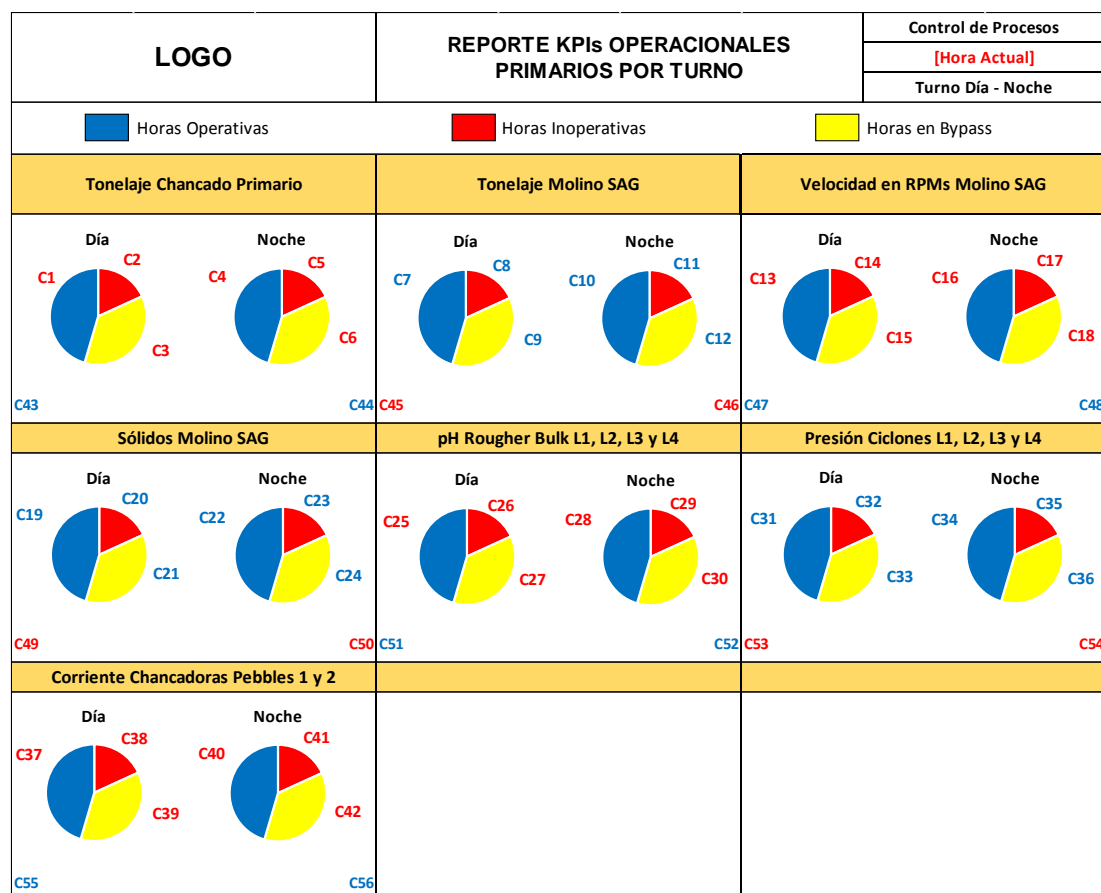 LOGO
REPORTE KPIs OPERACIONALES
PRIMARIOS POR TURNO
Control de Procesos
[Hora Actual]
Turno Día - Noche
Horas Operativas
Horas Inoperativas
Horas en Bypass
Tonelaje Chancado Primario
Tonelaje Molino SAG
Velocidad en RPMs Molino SAG
Día
Noche
C1
C2
C3
C4
C5
C6
C43
C44
Día
Noche
C7
C8
C9
C10
C11
C12
C45
C46
Día
Noche
C13
C14
C15
C16
C17
C18
C47
C48
Sólidos Molino SAG
pH Rougher Bulk L1, L2, L3 y L4
Presión Ciclones L1, L2, L3 y L4
Día
Noche
C19
C20
C21
C22
C23
C24
C49
C50
Día
Noche
C25
C26
C27
C28
C29
C30
C51
C52
Día
Noche
C31
C32
C33
C34
C35
C36
C53
C54
Corriente Chancadoras Pebbles 1 y 2
Día
Noche
C37
C38
C39
C40
C41
C42
C55
C56